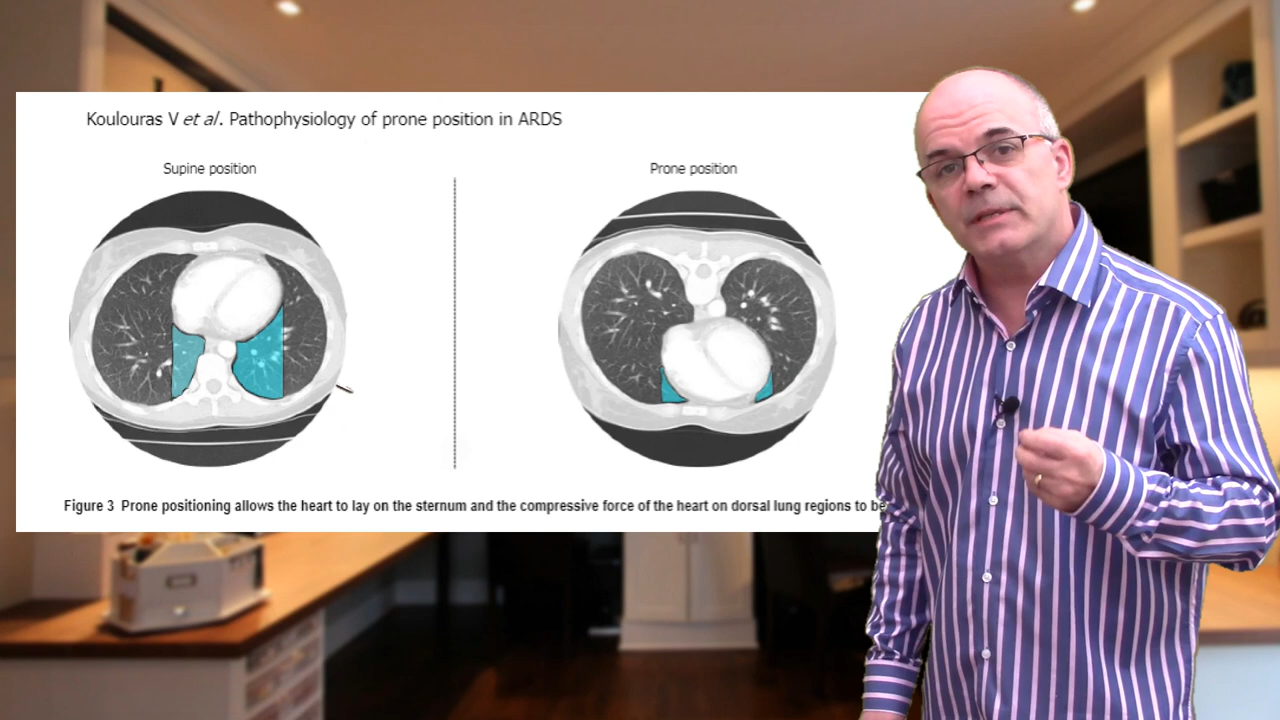 Koulouras V et al. Pathophysiology of prone position in ARDS
Supine position
Prone position
Figure 3 Prone positioning allows the heart to lay on the sternum and the compressive force of the heart on dorsal lung regions to be